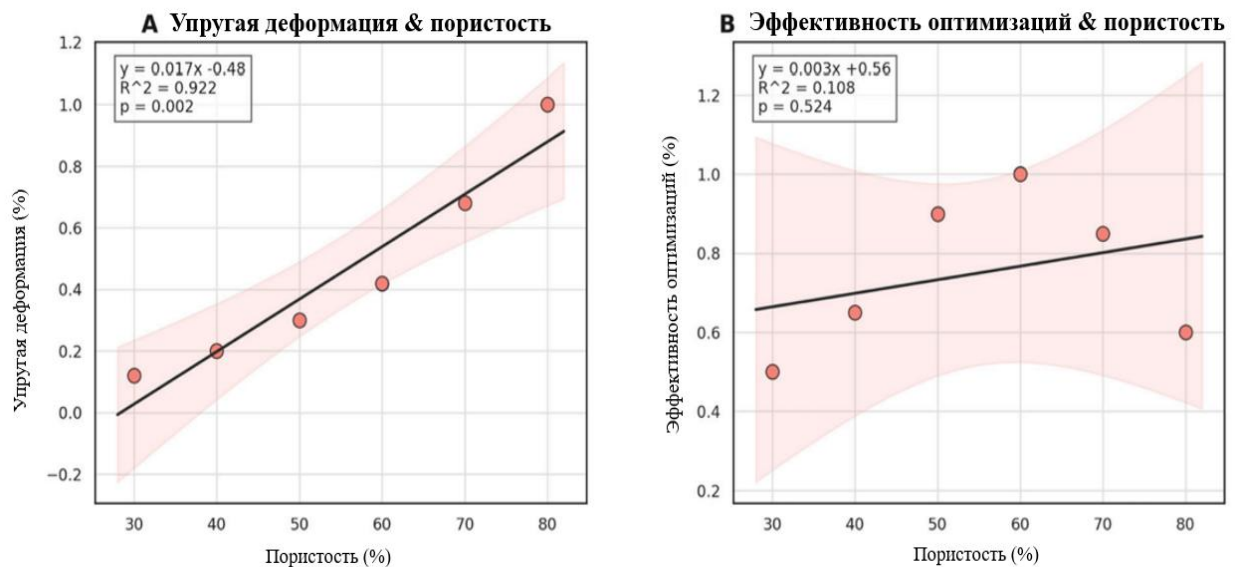 A Упругая деформация & пористость
y = 0.017x -0.48
R^2 = 0.922
p = 0.002
Упругая деформация (%)
1.2
1.0
0.8
0.6
0.4
0.2
0.0
−0.2
30 40 50 60 70 80
Пористость (%)
B Эффективность оптимизаций & пористость
y = 0.003x +0.56
R^2 = 0.108
p = 0.524
Эффективность оптимизаций (%)
1.2
1.0
0.8
0.6
0.4
0.2
30 40 50 60 70 80
Пористость (%)